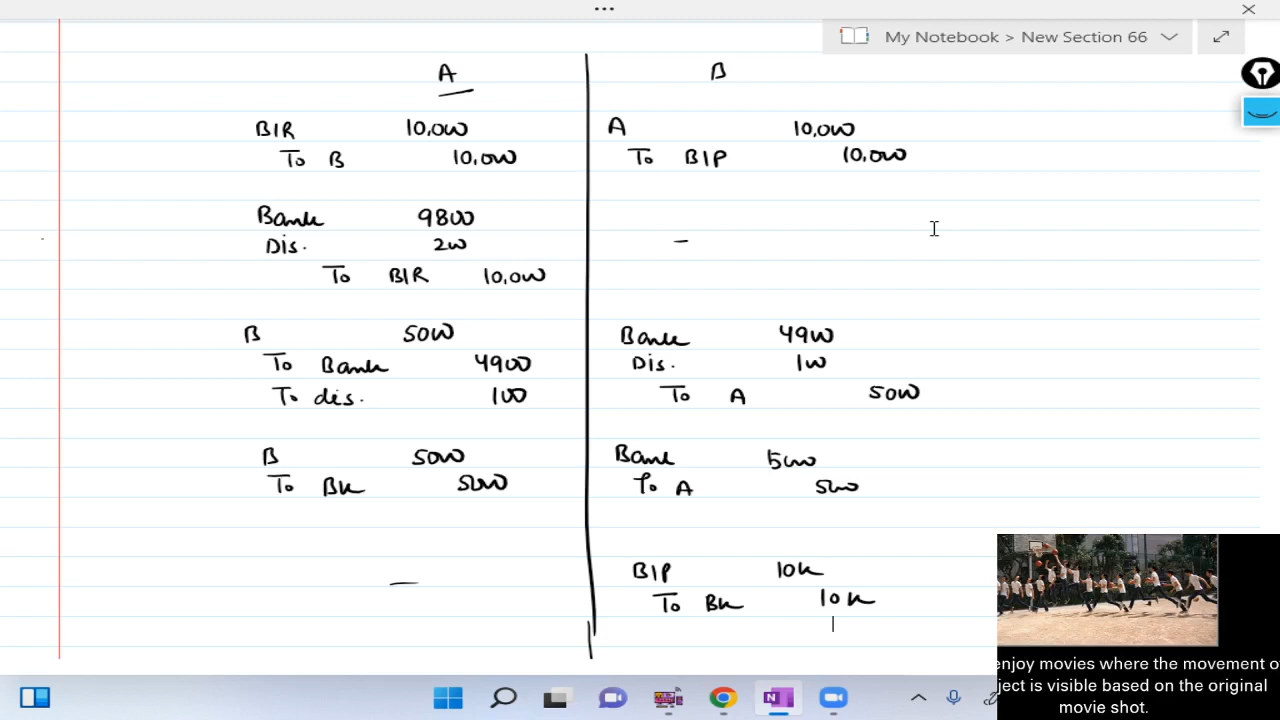 My Notebook > New Section 66
A
B
B/R 10,000
To B 10,000
A 10,000
To B/P 10,000
Bank 9800
Dis. 200
To B/R 10,000
-
B 5000
To Bank 4900
To dis. 100
Bank 4900
Dis. 100
To A 5000
B 5000
To Bk 5000
Bank 5000
To A 5000
-
B/P 10k
To Bk 10k
enjoy movies where the movement o
ject is visible based on the original
movie shot.